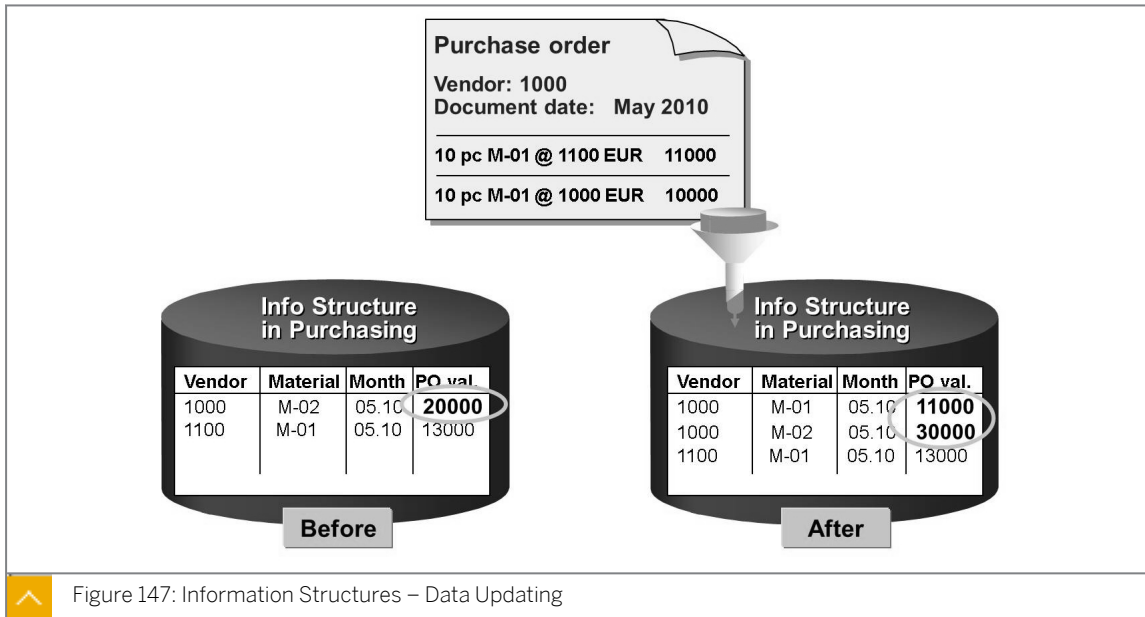 Purchase order
Vendor: 1000
Document date: May 2010
10 pc M-01 @ 1100 EUR 11000
10 pc M-01 @ 1000 EUR 10000
Info Structure
in Purchasing
Vendor Material Month PO val.
1000 M-02 05.10 20000
1100 M-01 05.10 13000
Before
Info Structure
in Purchasing
Vendor Material Month PO val.
1000 M-01 05.10 11000
1000 M-02 05.10 30000
1100 M-01 05.10 13000
After
Figure 147: Information Structures – Data Updating